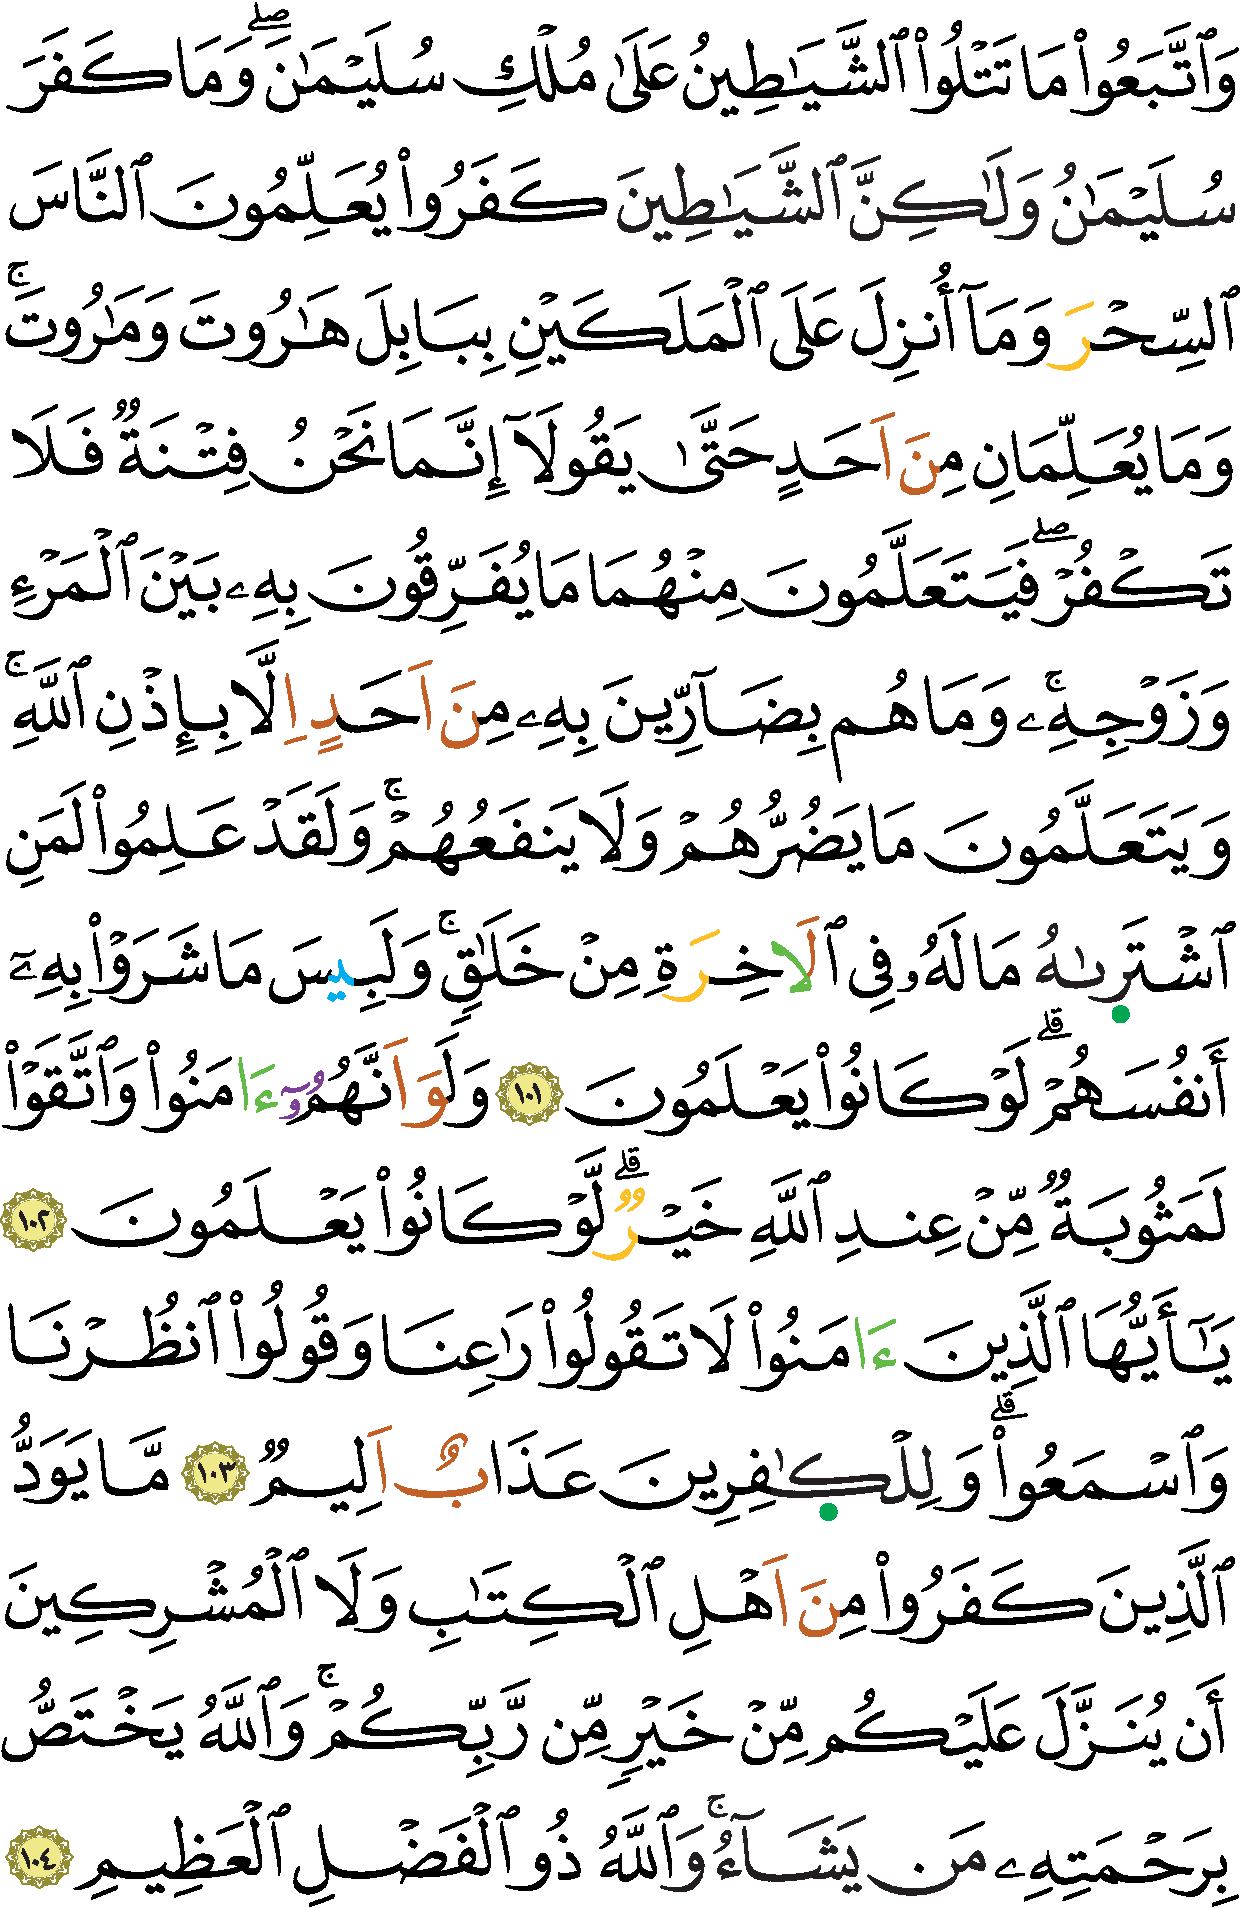 وَٱتَّبَعُواْ مَا تَتْلُواْ ٱلشَّيَٰطِينُ عَلَىٰ مُلْكِ سُلَيْمَٰنَۖ وَمَا كَفَرَ
سُلَيْمَٰنُ وَلَٰكِنَّ ٱلشَّيَٰطِينَ كَفَرُواْ يُعَلِّمُونَ ٱلنَّاسَ
ٱلسِّحْرَ وَمَآ أُنزِلَ عَلَى ٱلْمَلَكَيْنِ بِبَابِلَ هَٰرُوتَ وَمَٰرُوتَۚ
وَمَا يُعَلِّمَانِ مِنَ اَحَدٍ حَتَّىٰ يَقُولَآ إِنَّمَا نَحْنُ فِتْنَةٌ فَلَا
تَكْفُرْۖ فَيَتَعَلَّمُونَ مِنْهُمَا مَا يُفَرِّقُونَ بِهِۦ بَيْنَ ٱلْمَرْءِ
وَزَوْجِهِۦۚ وَمَا هُم بِضَآرِّينَ بِهِۦ مِنَ اَحَدٍ اِلَّا بِإِذْنِ ٱللَّهِۚ
وَيَتَعَلَّمُونَ مَا يَضُرُّهُمْ وَلَا يَنفَعُهُمْۚ وَلَقَدْ عَلِمُواْ لَمَنِ
ٱشْتَرِىٰهُ مَا لَهُۥ فِي ٱلَاخِرَةِ مِنْ خَلَٰقٍۚ وَلَبِيسَ مَا شَرَوْاْ بِهِۦٓ
أَنفُسَهُمْۗ لَوْ كَانُواْ يَعْلَمُونَ ١٠١ وَلَوَ اَنَّهُمُۥٓ ءَامَنُواْ وَٱتَّقَوْاْ
لَمَثُوبَةٌ مِّنْ عِندِ ٱللَّهِ خَيْرٌۗ لَّوْ كَانُواْ يَعْلَمُونَ ١٠٢
يَٰٓأَيُّهَا ٱلَّذِينَ ءَامَنُواْ لَا تَقُولُواْ رَٰعِنَا وَقُولُواْ ٱنظُرْنَا
وَٱسْمَعُواْۗ وَلِلْكَٰفِرِينَ عَذَابٌ اَلِيمٌ ١٠٣ مَّا يَوَدُّ
ٱلَّذِينَ كَفَرُواْ مِنَ اَهْلِ ٱلْكِتَٰبِ وَلَا ٱلْمُشْرِكِينَ
أَن يُنَزَّلَ عَلَيْكُم مِّنْ خَيْرٍ مِّن رَّبِّكُمْۚ وَٱللَّهُ يَخْتَصُّ
بِرَحْمَتِهِۦ مَن يَشَآءُۚ وَٱللَّهُ ذُو ٱلْفَضْلِ ٱلْعَظِيمِ ١٠٤